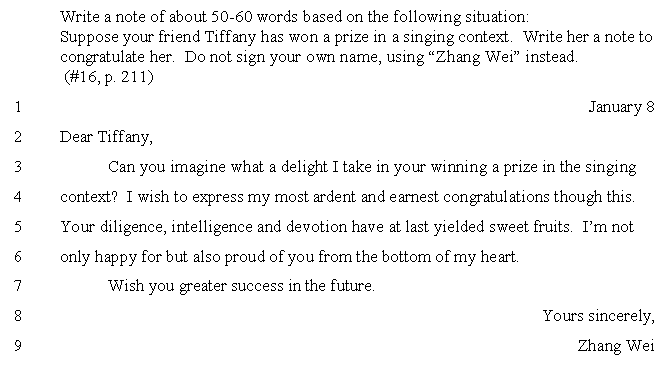 Write a note of about 50-60 words based on the following situation:
Suppose your friend Tiffany has won a prize in a singing context. Write her a note to
congratulate her. Do not sign your own name, using “Zhang Wei” instead.
(#16, p. 211)
1 January 8
2 Dear Tiffany,
3 Can you imagine what a delight I take in your winning a prize in the singing
4 context? I wish to express my most ardent and earnest congratulations though this.
5 Your diligence, intelligence and devotion have at last yielded sweet fruits. I’m not
6 only happy for but also proud of you from the bottom of my heart.
7 Wish you greater success in the future.
8 Yours sincerely,
9 Zhang Wei